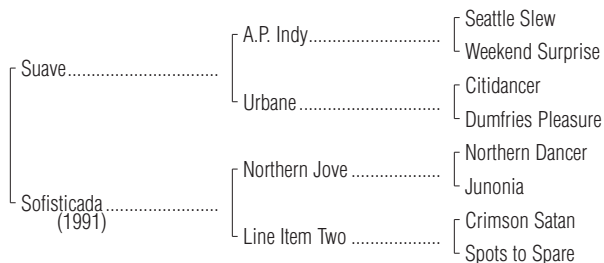 Seattle Slew
A.P. Indy
Weekend Surprise
Suave
Citidancer
Urbane
Dumfries Pleasure
Northern Dancer
Northern Jove
Junonia
Sofisticada
(1991)
Crimson Satan
Line Item Two
Spots to Spare